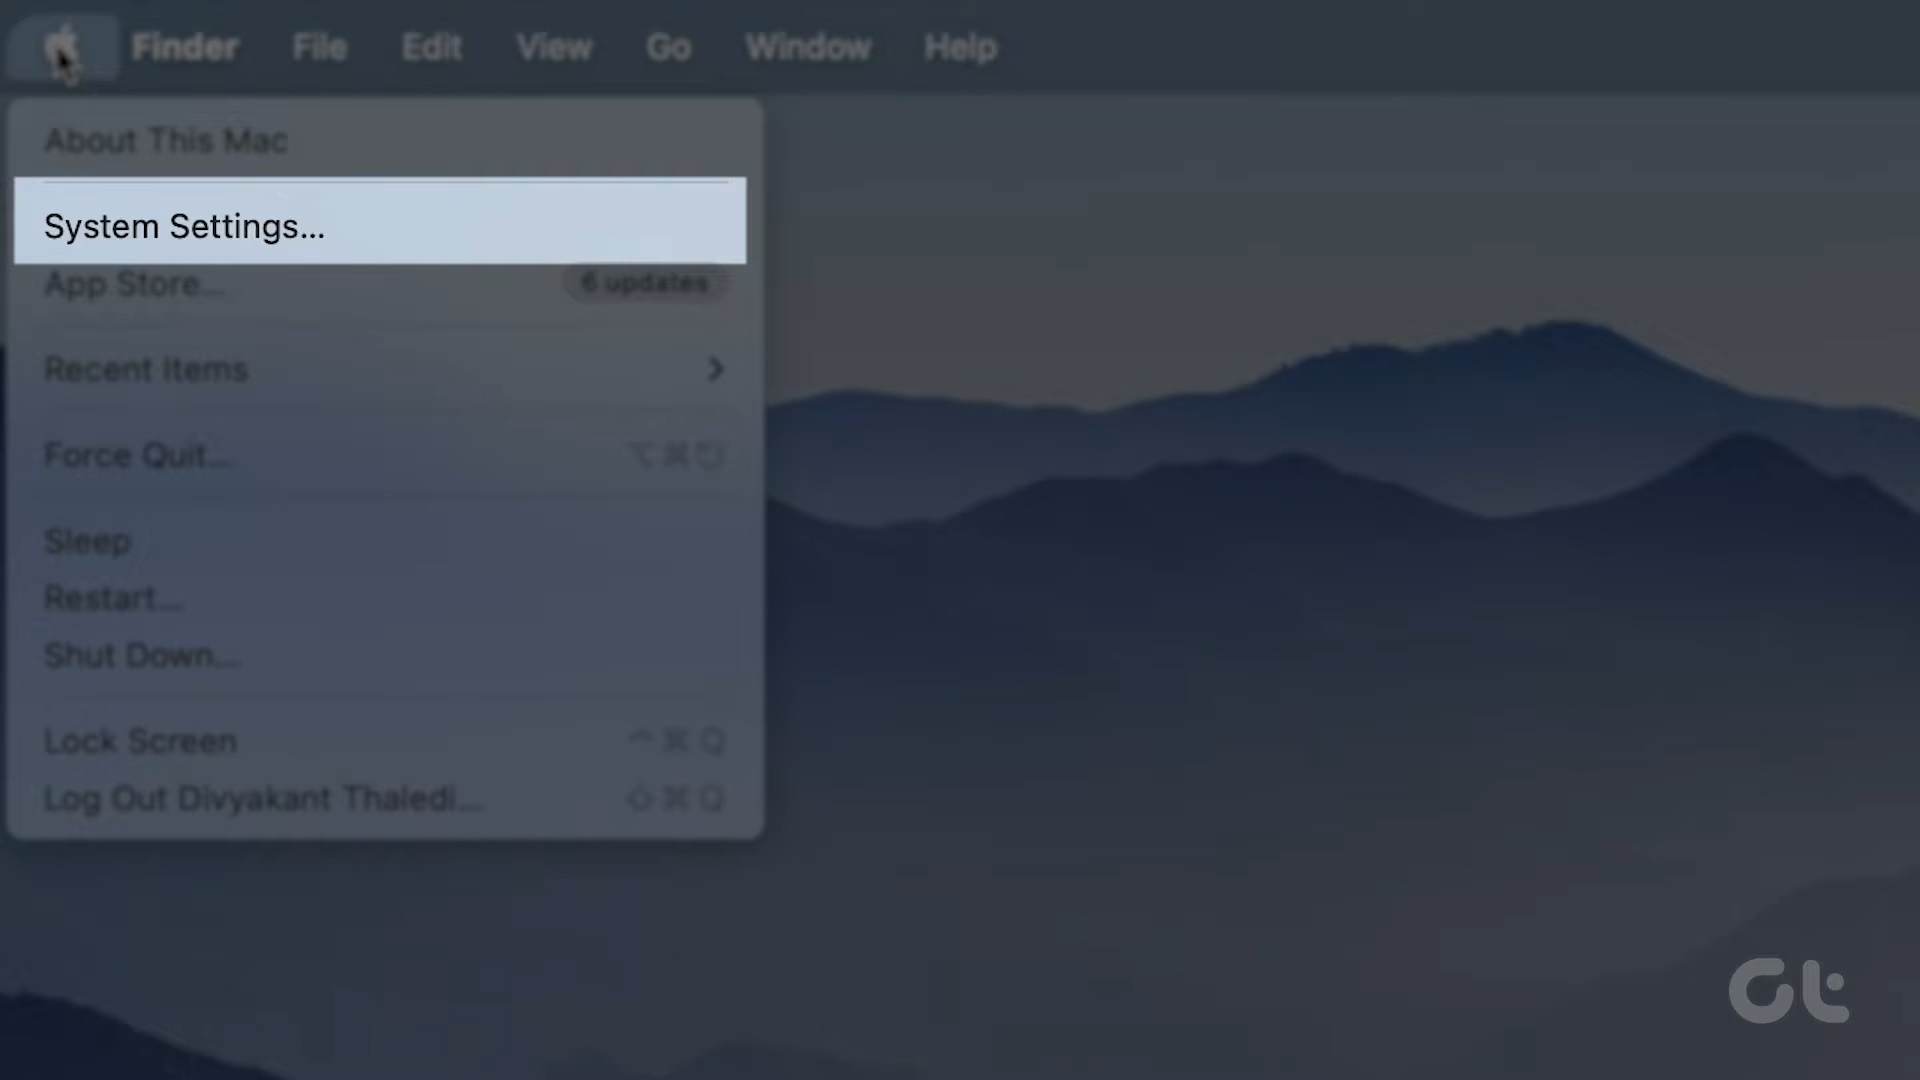 Finder File Edit View Go Window Help
About This Mac
System Settings...
App Store... 6 updates
Recent Items
Force Quit... ⌥⌘
Sleep
Restart...
Shut Down...
Lock Screen ^⌘Q
Log Out Divyakant Thaledi... ⇧⌘Q
Gt